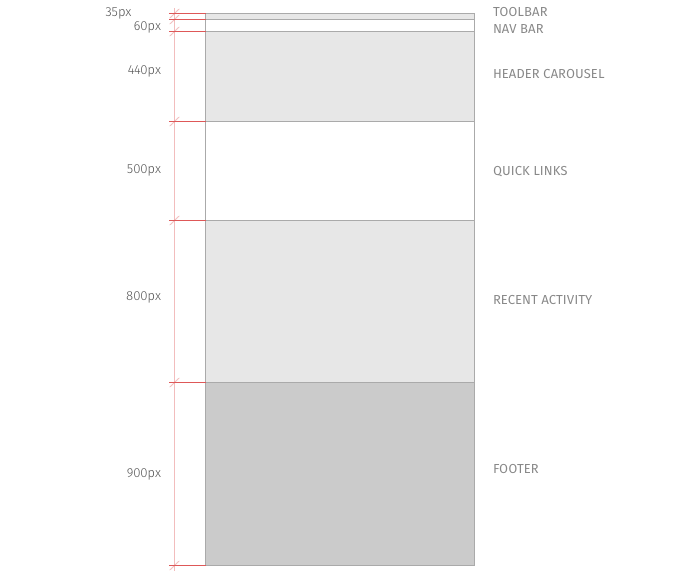 35px
TOOLBAR
60px
NAV BAR
440px
HEADER CAROUSEL
500px
QUICK LINKS
800px
RECENT ACTIVITY
900px
FOOTER